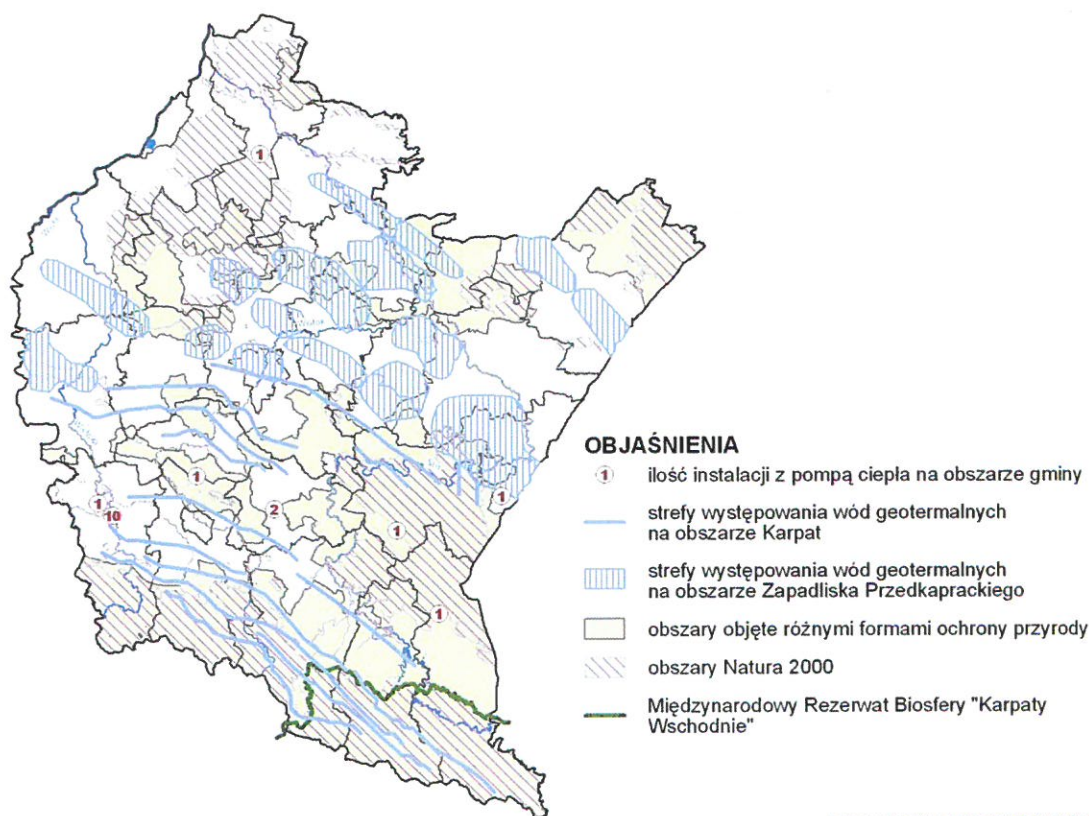 1
1
1
10
2
1
1
1
OBJAŚNIENIA
1 ilość instalacji z pompą ciepła na obszarze gminy
strefy występowania wód geotermalnych
na obszarze Karpat
strefy występowania wód geotermalnych
na obszarze Zapadliska Przedkaprackiego
obszary objęte różnymi formami ochrony przyrody
obszary Natura 2000
Międzynarodowy Rezerwat Biosfery "Karpaty
Wschodnie"